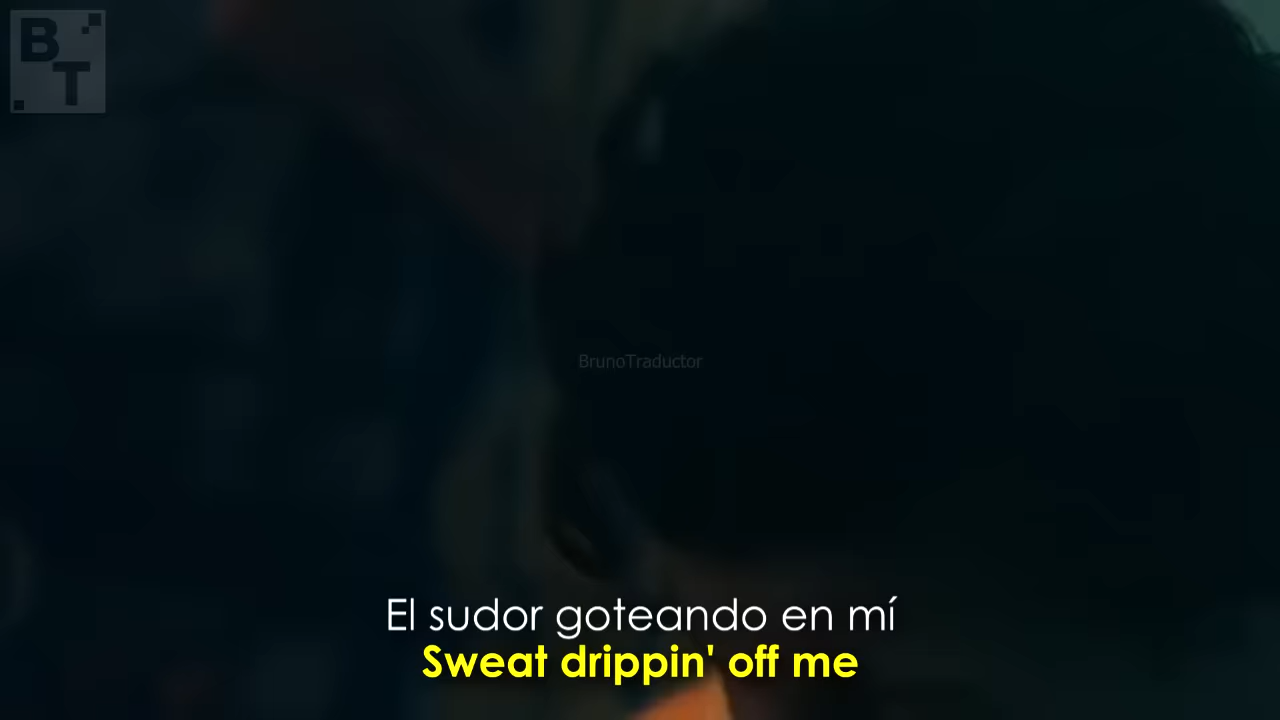 B
T
BrunoTraductor
El sudor goteando en mí
Sweat drippin' off me